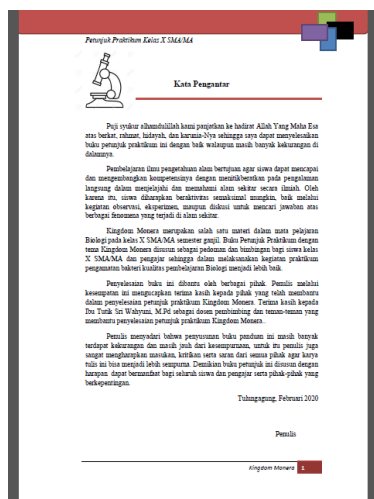 Petunjuk Praktikum Kelas X SMA/MA
Kata Pengantar
Puji syukur alhamdulillah kami panjatkan ke hadirat Allah Yang Maha Esa
atas berkat, rahmat, hidayah, dan karunia-Nya sehingga saya dapat menyelesaikan
buku petunjuk praktikum ini dengan baik walaupun masih banyak kekurangan di
dalamnya.
Pembelajaran ilmu pengetahuan alam bertujuan agar siswa dapat mencapai
dan mengembangkan kompetensinya dengan menitikberatkan pada pengalaman
langsung dalam menjelajahi dan memahami alam sekitar secara ilmiah. Oleh
karena itu, siswa diharapkan beraktivitas semaksimal mungkin, baik melalui
kegiatan observasi, eksperimen, maupun diskusi untuk mencari jawaban atas
berbagai fenomena yang terjadi di alam sekitar.
Kingdom Monera merupakan salah satu materi dalam mata pelajaran
Biologi pada kelas X SMA/MA semester ganjil. Buku Petunjuk Praktikum dengan
tema Kingdom Monera disusun sebagai pedoman dan bimbingan bagi siswa kelas
X SMA/MA dan pengajar sehingga dalam melaksanakan kegiatan praktikum
pengamatan bakteri kualitas pembelajaran Biologi menjadi lebih baik.
Penyelesaian buku ini dibantu oleh berbagai pihak. Penulis melalui
kesempatan ini mengucapkan terima kasih kepada pihak yang telah membantu
dalam penyelesaian petunjuk praktikum Kingdom Monera. Terima kasih kepada
Ibu Tutik Sri Wahyuni, M.Pd sebagai dosen pembimbing dan teman-teman yang
membantu penyelesaian petunjuk praktikum Kingdom Monera..
Penulis menyadari bahwa penyusunan buku panduan ini masih banyak
terdapat kekurangan dan masih jauh dari kesempurnaan, untuk itu penulis juga
sangat mengharapkan masukan, kritikan serta saran dari semua pihak agar karya
tulis ini bisa menjadi lebih sempurna. Demikian buku petunjuk ini disusun dengan
harapan dapat bermanfaat bagi seluruh siswa dan pengajar serta pihak-pihak yang
berkepentingan.
Tulungagung, Februari 2020
Penulis
Kingdom Monera 1